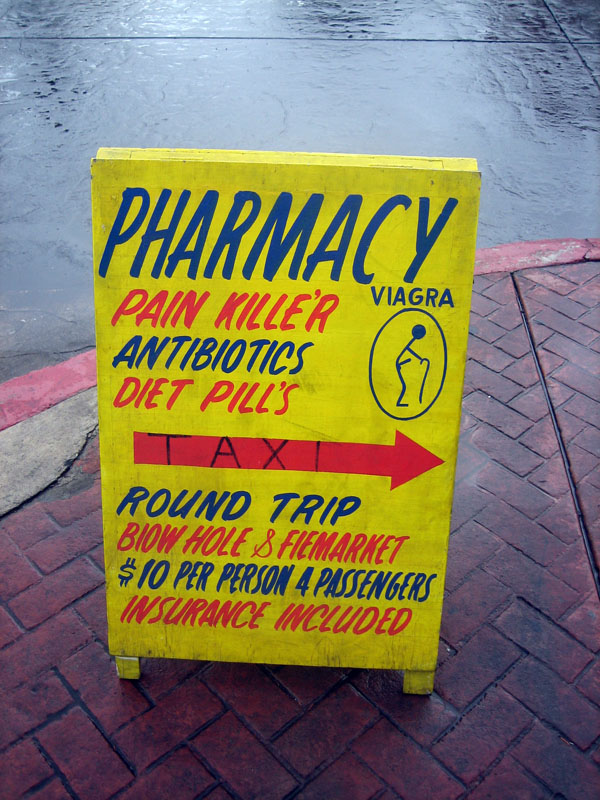 PHARMACY
VIAGRA
PAIN KILLE'R
ANTIBIOTICS
DIET PILL'S
TAXI
ROUND TRIP
BLOW HOLE & FIEMARKET
$10 PER PERSON 4 PASSENGERS
INSURANCE INCLUDED